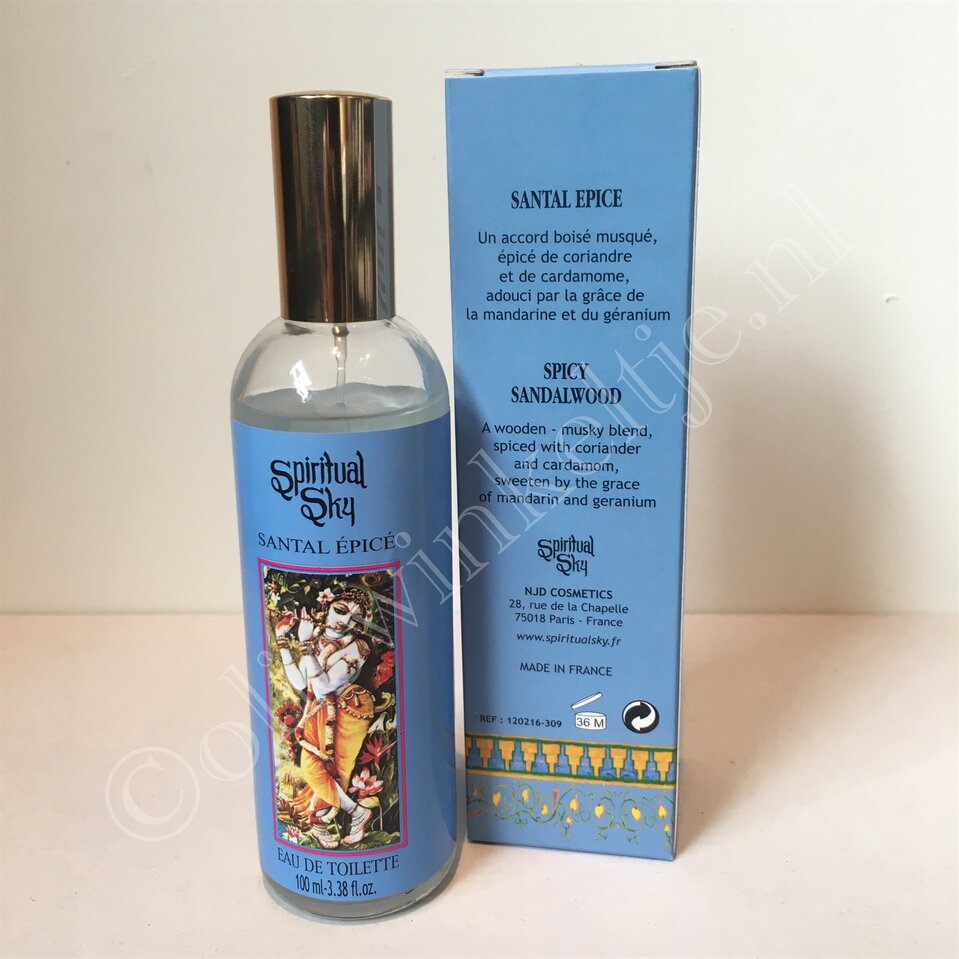 Spiritual
Sky
SANTAL ÉPICÉ
EAU DE TOILETTE
100 ml-3.38 fl.oz.
SANTAL EPICE
Un accord boisé musqué,
épicé de coriandre
et de cardamome,
adouci par la grâce de
la mandarine et du géranium
SPICY
SANDALWOOD
A wooden - musky blend,
spiced with coriander
and cardamom,
sweeten by the grace
of mandarin and geranium
Spiritual
Sky
NJD COSMETICS
28, rue de la Chapelle
75018 Paris - France
www.spiritualsky.fr
MADE IN FRANCE
REF : 120216-309
36 M